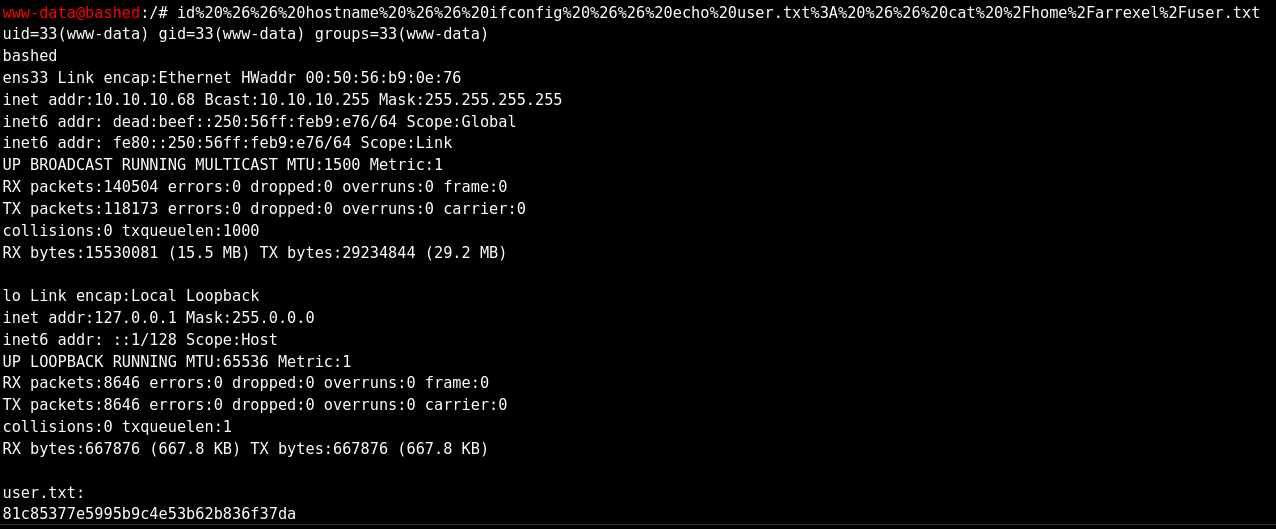 www-data@bashed:/# id%20%26%26%20hostname%20%26%26%20ifconfig%20%26%26%20echo%20user.txt%3A%20%26%26%20cat%20%2Fhome%2Farrexel%2Fuser.txt
uid=33(www-data) gid=33(www-data) groups=33(www-data)
bashed
ens33 Link encap:Ethernet HWaddr 00:50:56:b9:0e:76
inet addr:10.10.10.68 Bcast:10.10.10.255 Mask:255.255.255.255
inet6 addr: dead:beef::250:56ff:feb9:e76/64 Scope:Global
inet6 addr: fe80::250:56ff:feb9:e76/64 Scope:Link
UP BROADCAST RUNNING MULTICAST MTU:1500 Metric:1
RX packets:140504 errors:0 dropped:0 overruns:0 frame:0
TX packets:118173 errors:0 dropped:0 overruns:0 carrier:0
collisions:0 txqueuelen:1000
RX bytes:15530081 (15.5 MB) TX bytes:29234844 (29.2 MB)
lo Link encap:Local Loopback
inet addr:127.0.0.1 Mask:255.0.0.0
inet6 addr: ::1/128 Scope:Host
UP LOOPBACK RUNNING MTU:65536 Metric:1
RX packets:8646 errors:0 dropped:0 overruns:0 frame:0
TX packets:8646 errors:0 dropped:0 overruns:0 carrier:0
collisions:0 txqueuelen:1
RX bytes:667876 (667.8 KB) TX bytes:667876 (667.8 KB)
user.txt:
81c85377e5995b9c4e53b62b836f37da